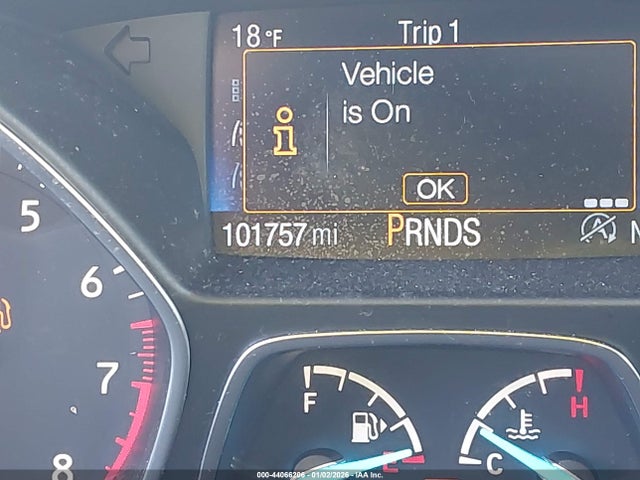 18 °F Trip 1
Vehicle
is On
OK
101757 mi PRNDS N
5
6
7
8
F
E
H
C
000-44066206 - 01/02/2026 - IAA Inc.